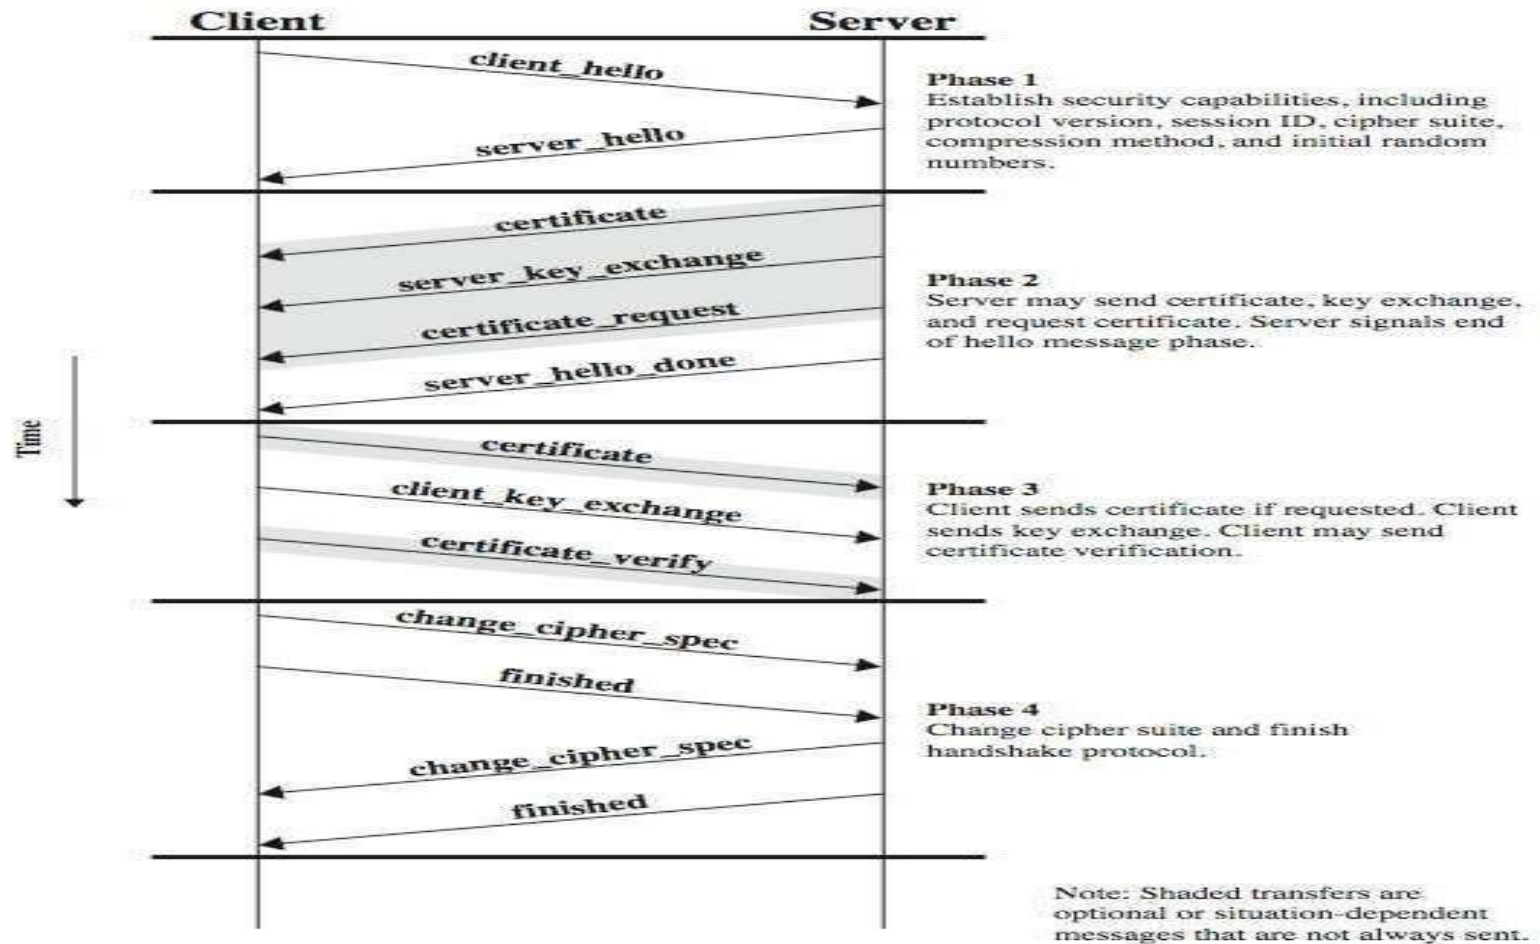 Client
Server
client_hello
Phase 1
Establish security capabilities, including
protocol version, session ID, cipher suite,
compression method, and initial random
numbers.
server_hello
certificate
server_key_exchange
certificate_request
server_hello_done
Phase 2
Server may send certificate, key exchange,
and request certificate. Server signals end
of hello message phase.
Time
certificate
client_key_exchange
certificate_verify
Phase 3
Client sends certificate if requested. Client
sends key exchange. Client may send
certificate verification.
change_cipher_spec
finished
change_cipher_spec
finished
Phase 4
Change cipher suite and finish
handshake protocol.
Note: Shaded transfers are
optional or situation-dependent
messages that are not always sent.